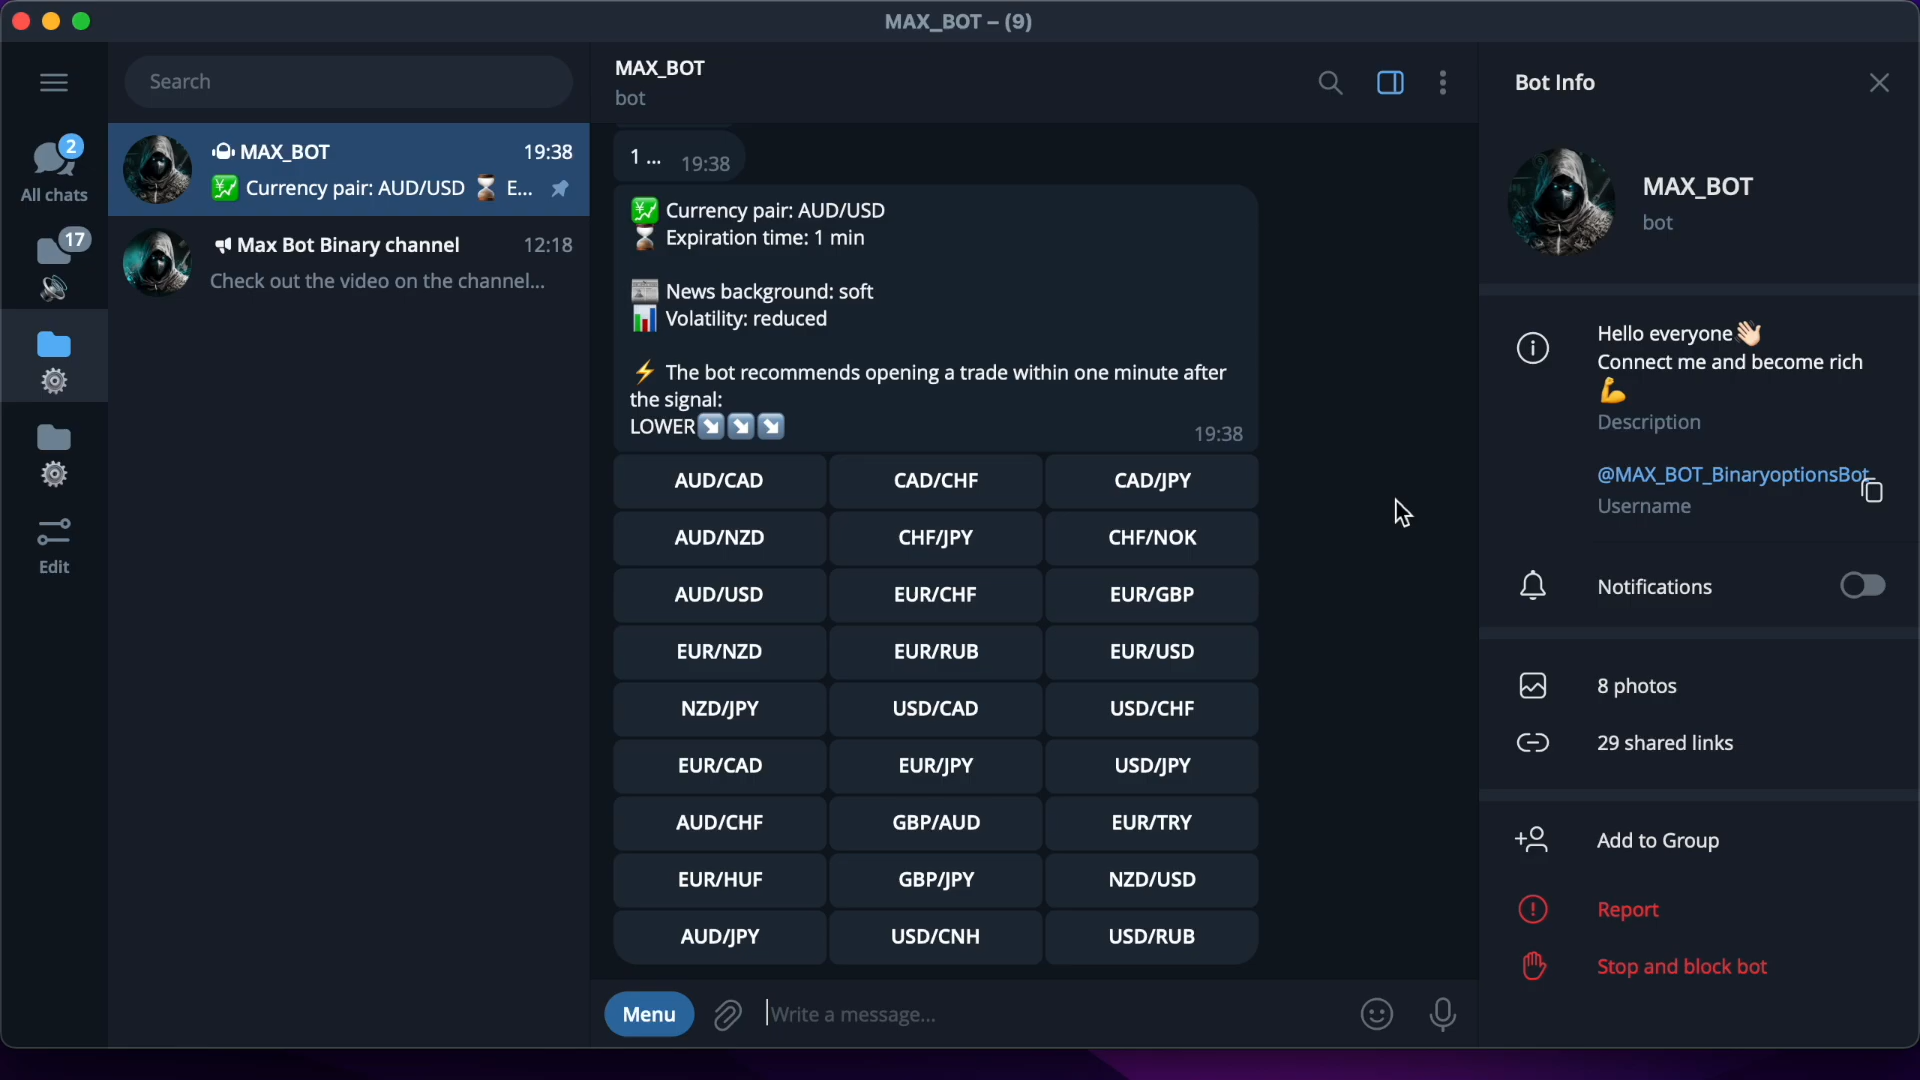 MAX_BOT – (9)
Search
2
All chats
17
Edit
MAX_BOT
19:38
Currency pair: AUD/USD ⏳ E...
Max Bot Binary channel
12:18
Check out the video on the channel...
MAX_BOT
bot
1 ...
19:38
💹 Currency pair: AUD/USD
⏳ Expiration time: 1 min
📰 News background: soft
📊 Volatility: reduced
⚡ The bot recommends opening a trade within one minute after
the signal:
LOWER↘️↘️↘️
19:38
AUD/CAD
CAD/CHF
CAD/JPY
AUD/NZD
CHF/JPY
CHF/NOK
AUD/USD
EUR/CHF
EUR/GBP
EUR/NZD
EUR/RUB
EUR/USD
NZD/JPY
USD/CAD
USD/CHF
EUR/CAD
EUR/JPY
USD/JPY
AUD/CHF
GBP/AUD
EUR/TRY
EUR/HUF
GBP/JPY
NZD/USD
AUD/JPY
USD/CNH
USD/RUB
Menu
Write a message...
Bot Info
MAX_BOT
bot
Hello everyone👋🏻
Connect me and become rich
💪
Description
@MAX_BOT_BinaryoptionsBot
Username
Notifications
8 photos
29 shared links
Add to Group
Report
Stop and block bot